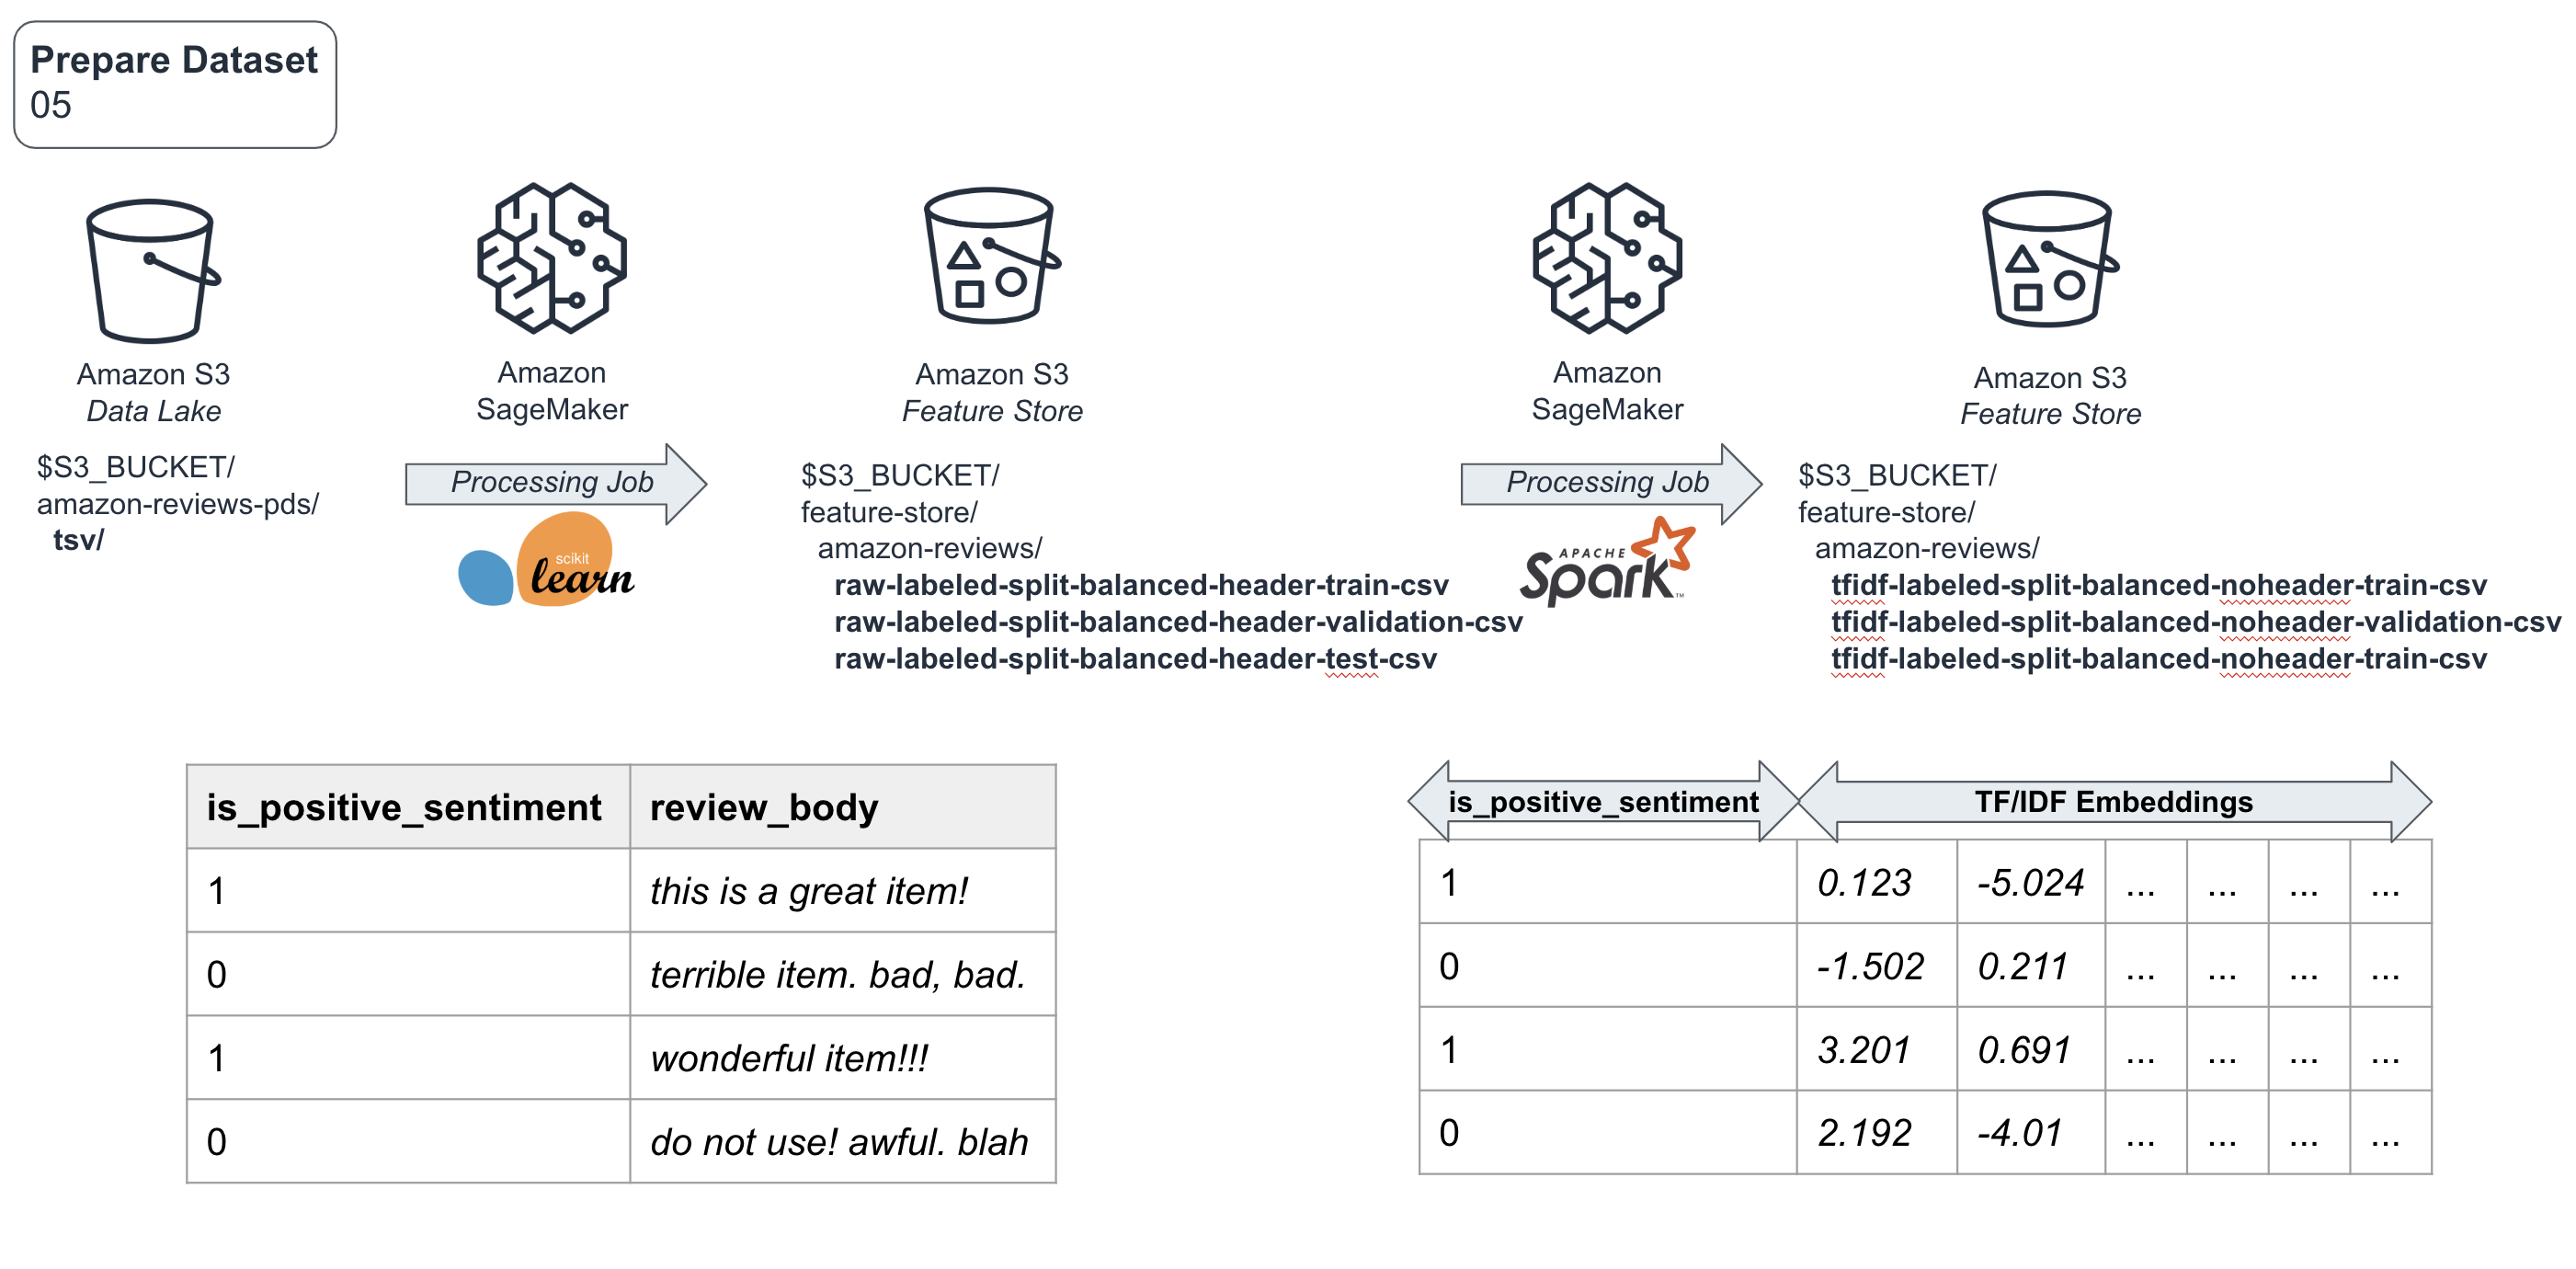 Prepare Dataset
05
Amazon S3
Data Lake
$S3_BUCKET/
amazon-reviews-pds/
tsv/
Amazon
SageMaker
Processing Job
scikit
learn
Amazon S3
Feature Store
$S3_BUCKET/
feature-store/
amazon-reviews/
raw-labeled-split-balanced-header-train-csv
raw-labeled-split-balanced-header-validation-csv
raw-labeled-split-balanced-header-test-csv
Amazon
SageMaker
Processing Job
APACHE
Spark™
Amazon S3
Feature Store
$S3_BUCKET/
feature-store/
amazon-reviews/
tfidf-labeled-split-balanced-noheader-train-csv
tfidf-labeled-split-balanced-noheader-validation-csv
tfidf-labeled-split-balanced-noheader-train-csv
is_positive_sentiment review_body
1 this is a great item!
0 terrible item. bad, bad.
1 wonderful item!!!
0 do not use! awful. blah
is_positive_sentiment TF/IDF Embeddings
1 0.123 -5.024 ... ... ... ...
0 -1.502 0.211 ... ... ... ...
1 3.201 0.691 ... ... ... ...
0 2.192 -4.01 ... ... ... ...